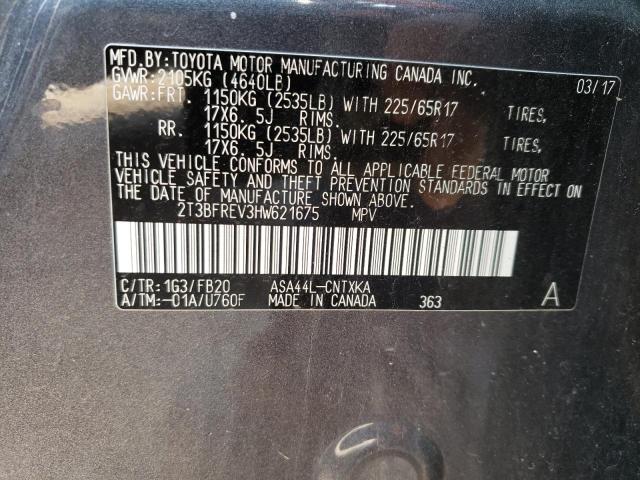 MFD.BY:TOYOTA MOTOR MANUFACTURING CANADA INC.
GVWR:2105KG (4640LB) 03/17
GAWR:FRT. 1150KG (2535LB) WITH 225/65R17 TIRES,
17X6.5J RIMS.
RR. 1150KG (2535LB) WITH 225/65R17 TIRES,
17X6.5J RIMS.
THIS VEHICLE CONFORMS TO ALL APPLICABLE FEDERAL MOTOR
VEHICLE SAFETY AND THEFT PREVENTION STANDARDS IN EFFECT ON
THE DATE OF MANUFACTURE SHOWN ABOVE.
2T3BFREV3HW621675 MPV
C/TR:1G3/FB20 ASA44L-CNTXKA
A/TM:-01A/U760F MADE IN CANADA 363 A